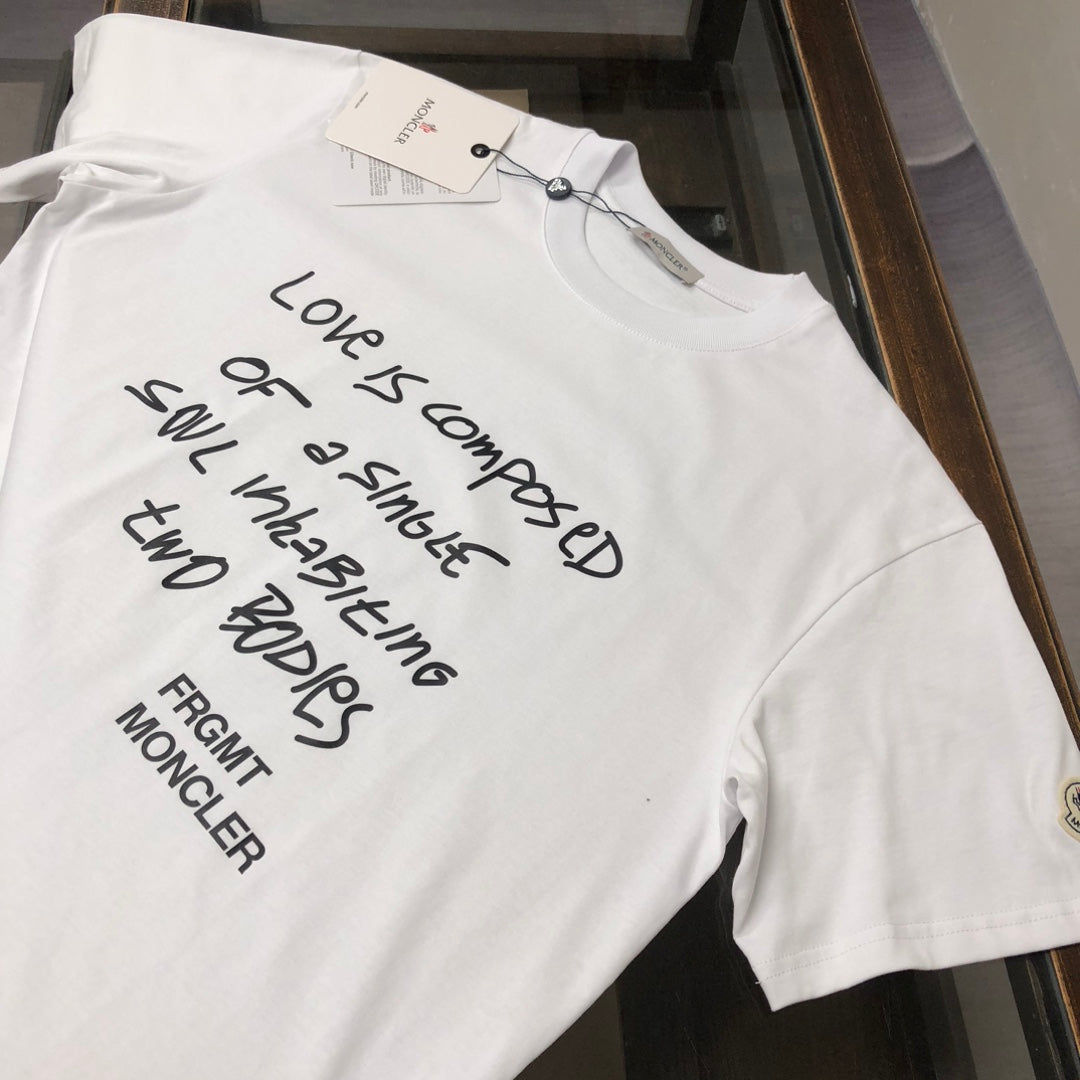 MONCLER
MONCLER®
LOVE IS COMPOSED
OF a SINGLE
SOUL INHABITING
TWO BODIES
FRGMT
MONCLER